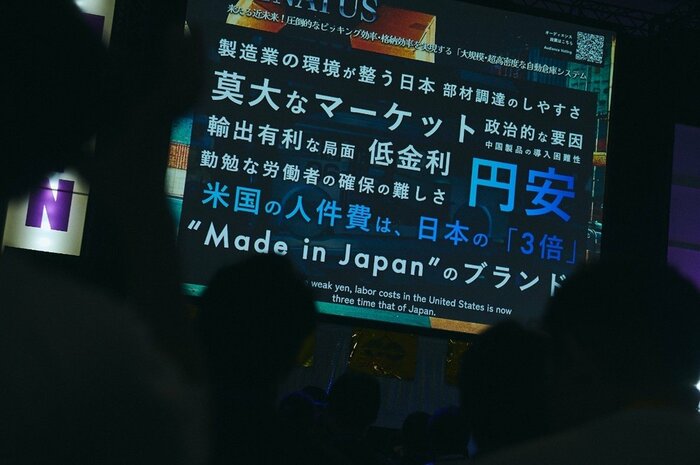 NATUS
来たる近未来！圧倒的なピッキング効率・格納効率を実現する「大規模・超高密度な自動倉庫システム
オーディエンス
投票はこちら
Audience Voting
製造業の環境が整う日本 部材調達のしやすさ
莫大なマーケット 政治的な要因
中国製品の導入困難性
輸出有利な局面 低金利 円安
勤勉な労働者の確保の難しさ
米国の人件費は、日本の「3倍」
“Made in Japan”のブランド
weak yen, labor costs in the United States is now
three time that of Japan.
N